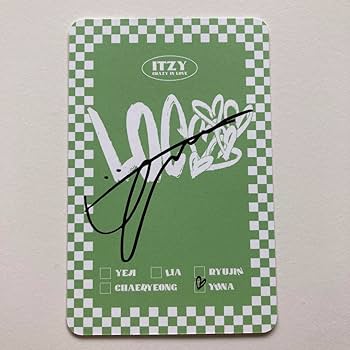 ITZY
CRAZY IN LOVE
LOCO
YEJI LIA RYUJIN
CHAERYEONG YUNA